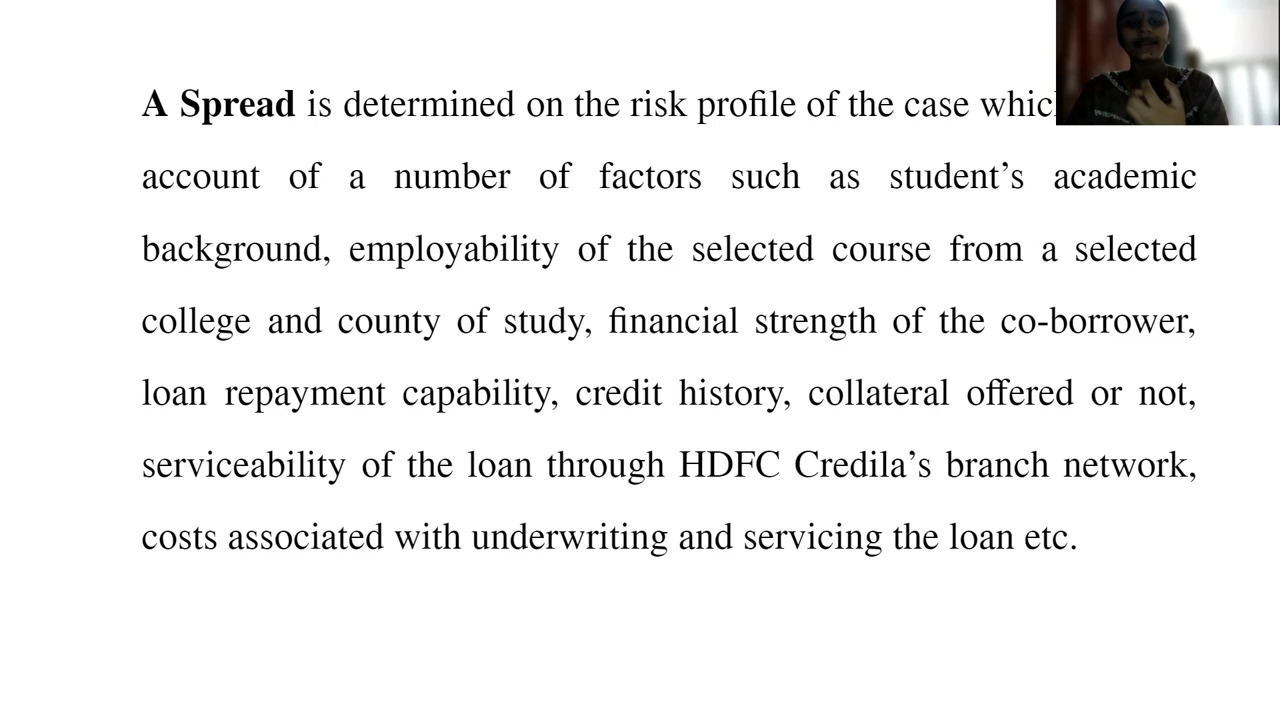 A Spread is determined on the risk profile of the case
account of a number of factors such as student’s academic
background, employability of the selected course from a selected
college and county of study, financial strength of the co-borrower,
loan repayment capability, credit history, collateral offered or not,
serviceability of the loan through HDFC Credila’s branch network,
costs associated with underwriting and servicing the loan etc.